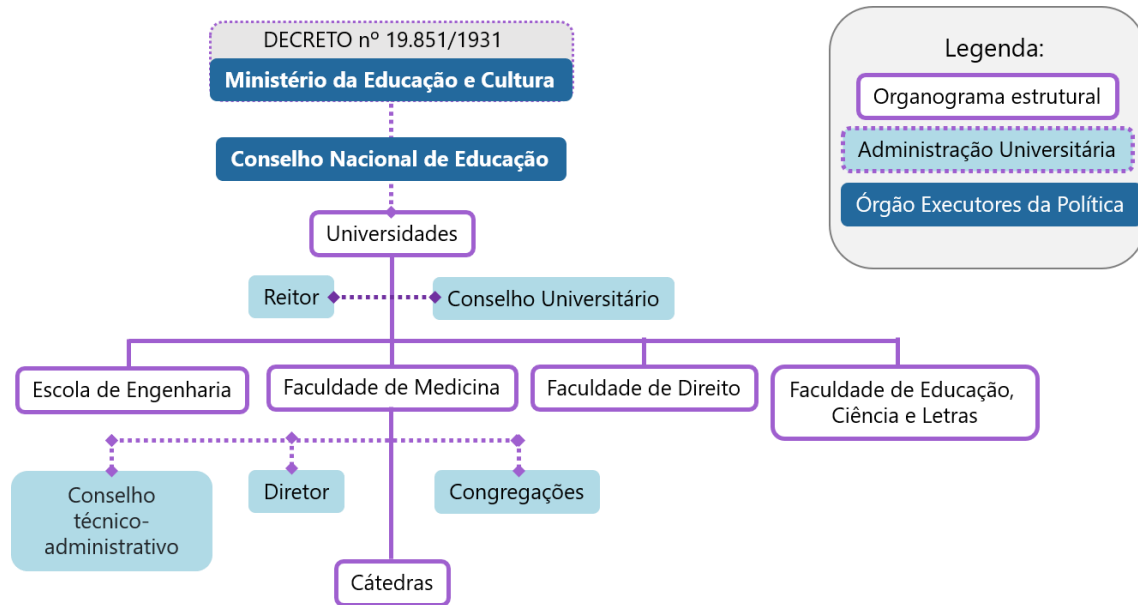 DECRETO nº 19.851/1931
Ministério da Educação e Cultura
Conselho Nacional de Educação
Universidades
Reitor
Conselho Universitário
Escola de Engenharia
Faculdade de Medicina
Faculdade de Direito
Faculdade de Educação,
Ciência e Letras
Conselho
técnico-
administrativo
Diretor
Congregações
Cátedras
Legenda:
Organograma estrutural
Administração Universitária
Órgão Executores da Política